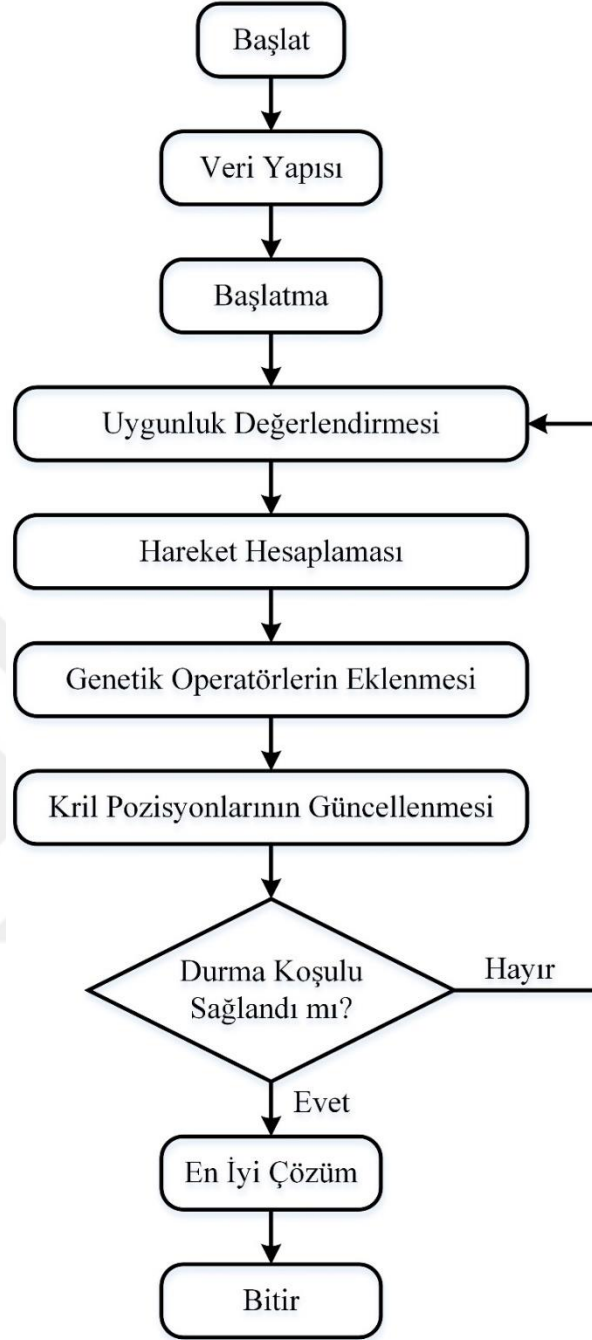 Başlat
Veri Yapısı
Başlatma
Uygunluk Değerlendirmesi
Hareket Hesaplaması
Genetik Operatörlerin Eklenmesi
Kril Pozisyonlarının Güncellenmesi
Durma Koşulu
Sağlandı mı?
Hayır
Evet
En İyi Çözüm
Bitir